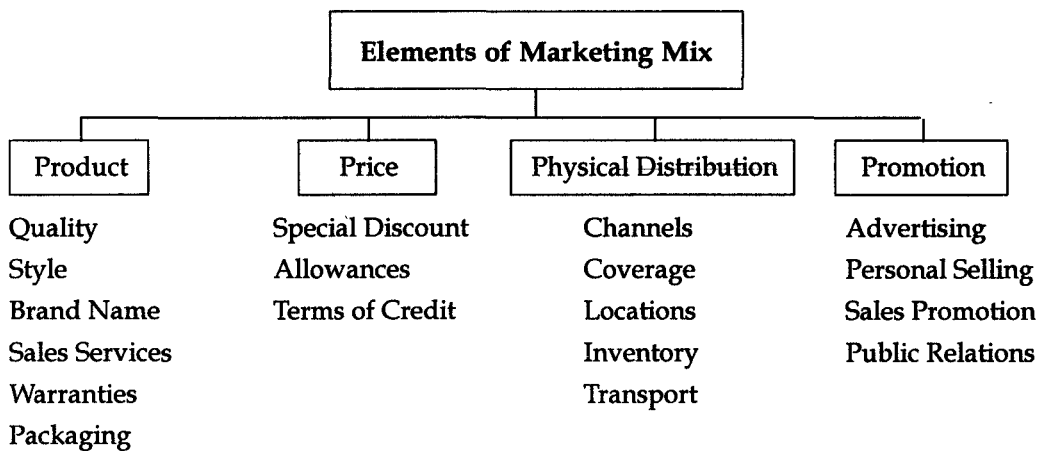 Elements of Marketing Mix
Product
Price
Physical Distribution
Promotion
Quality
Style
Brand Name
Sales Services
Warranties
Packaging
Special Discount
Allowances
Terms of Credit
Channels
Coverage
Locations
Inventory
Transport
Advertising
Personal Selling
Sales Promotion
Public Relations